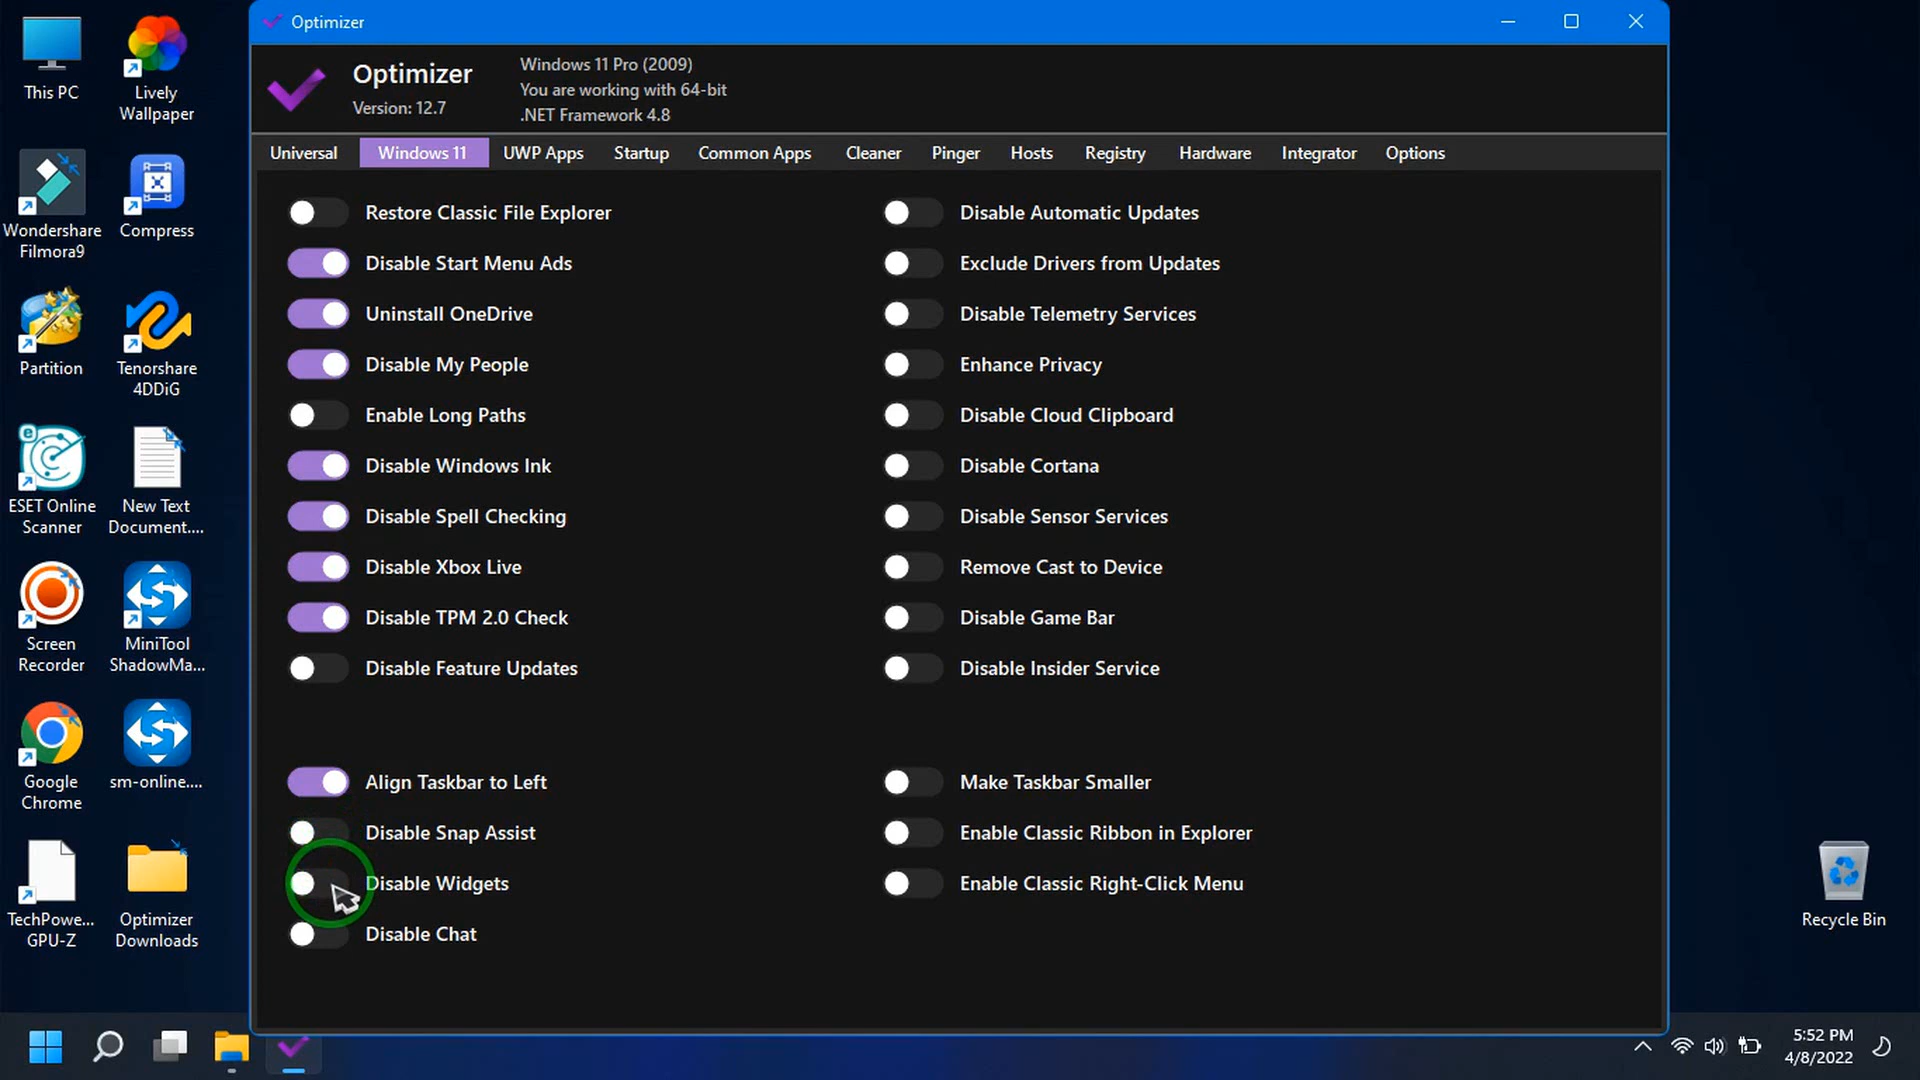 This PC
Lively
Wallpaper
Wondershare
Filmora9
Compress
Partition
Tenorshare
4DDiG
ESET Online
Scanner
New Text
Document....
Screen
Recorder
MiniTool
ShadowMa...
Google
Chrome
sm-online....
TechPowe...
GPU-Z
Optimizer
Downloads
Optimizer
Optimizer
Version: 12.7
Windows 11 Pro (2009)
You are working with 64-bit
.NET Framework 4.8
Universal Windows 11 UWP Apps Startup Common Apps Cleaner Pinger Hosts Registry Hardware Integrator Options
Restore Classic File Explorer
Disable Start Menu Ads
Uninstall OneDrive
Disable My People
Enable Long Paths
Disable Windows Ink
Disable Spell Checking
Disable Xbox Live
Disable TPM 2.0 Check
Disable Feature Updates
Disable Automatic Updates
Exclude Drivers from Updates
Disable Telemetry Services
Enhance Privacy
Disable Cloud Clipboard
Disable Cortana
Disable Sensor Services
Remove Cast to Device
Disable Game Bar
Disable Insider Service
Align Taskbar to Left
Disable Snap Assist
Disable Widgets
Disable Chat
Make Taskbar Smaller
Enable Classic Ribbon in Explorer
Enable Classic Right-Click Menu
Recycle Bin
5:52 PM
4/8/2022